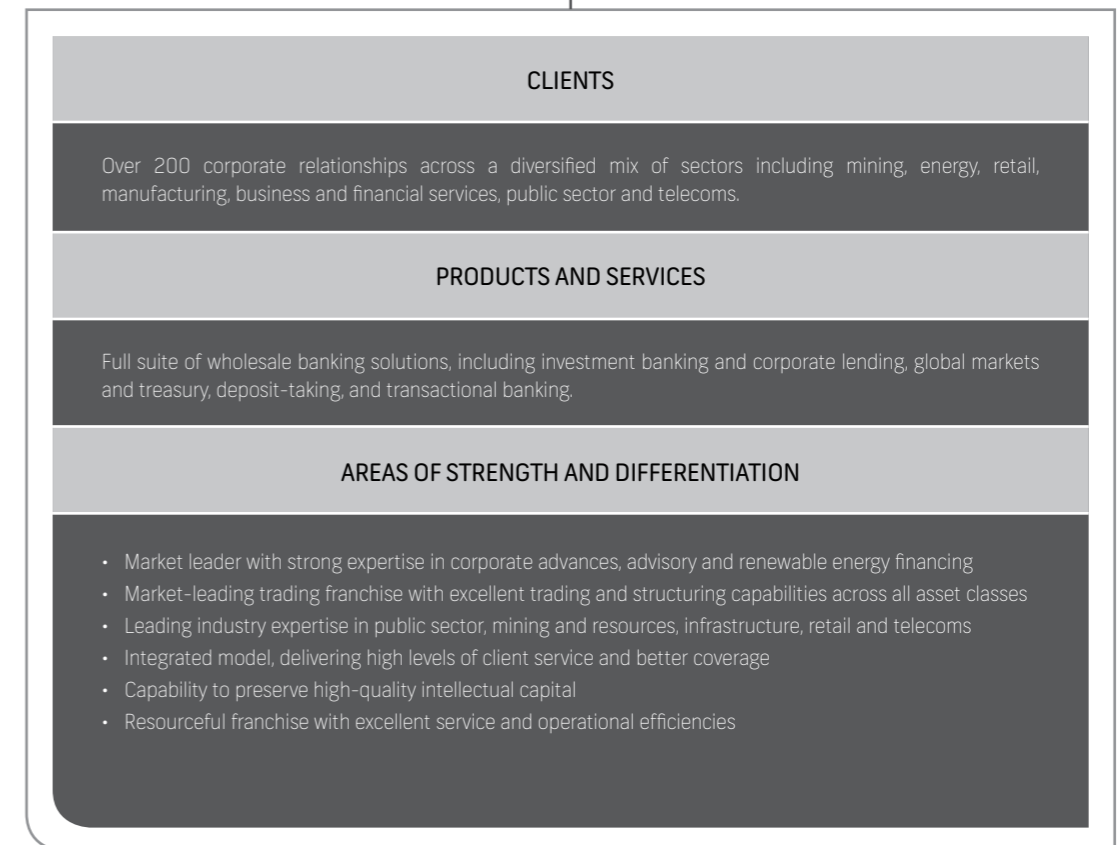 CLIENTS
Over 200 corporate relationships across a diversified mix of sectors including mining, energy, retail,
manufacturing, business and financial services, public sector and telecoms.
PRODUCTS AND SERVICES
Full suite of wholesale banking solutions, including investment banking and corporate lending, global markets
and treasury, deposit-taking, and transactional banking.
AREAS OF STRENGTH AND DIFFERENTIATION
• Market leader with strong expertise in corporate advances, advisory and renewable energy financing
• Market-leading trading franchise with excellent trading and structuring capabilities across all asset classes
• Leading industry expertise in public sector, mining and resources, infrastructure, retail and telecoms
• Integrated model, delivering high levels of client service and better coverage
• Capability to preserve high-quality intellectual capital
• Resourceful franchise with excellent service and operational efficiencies